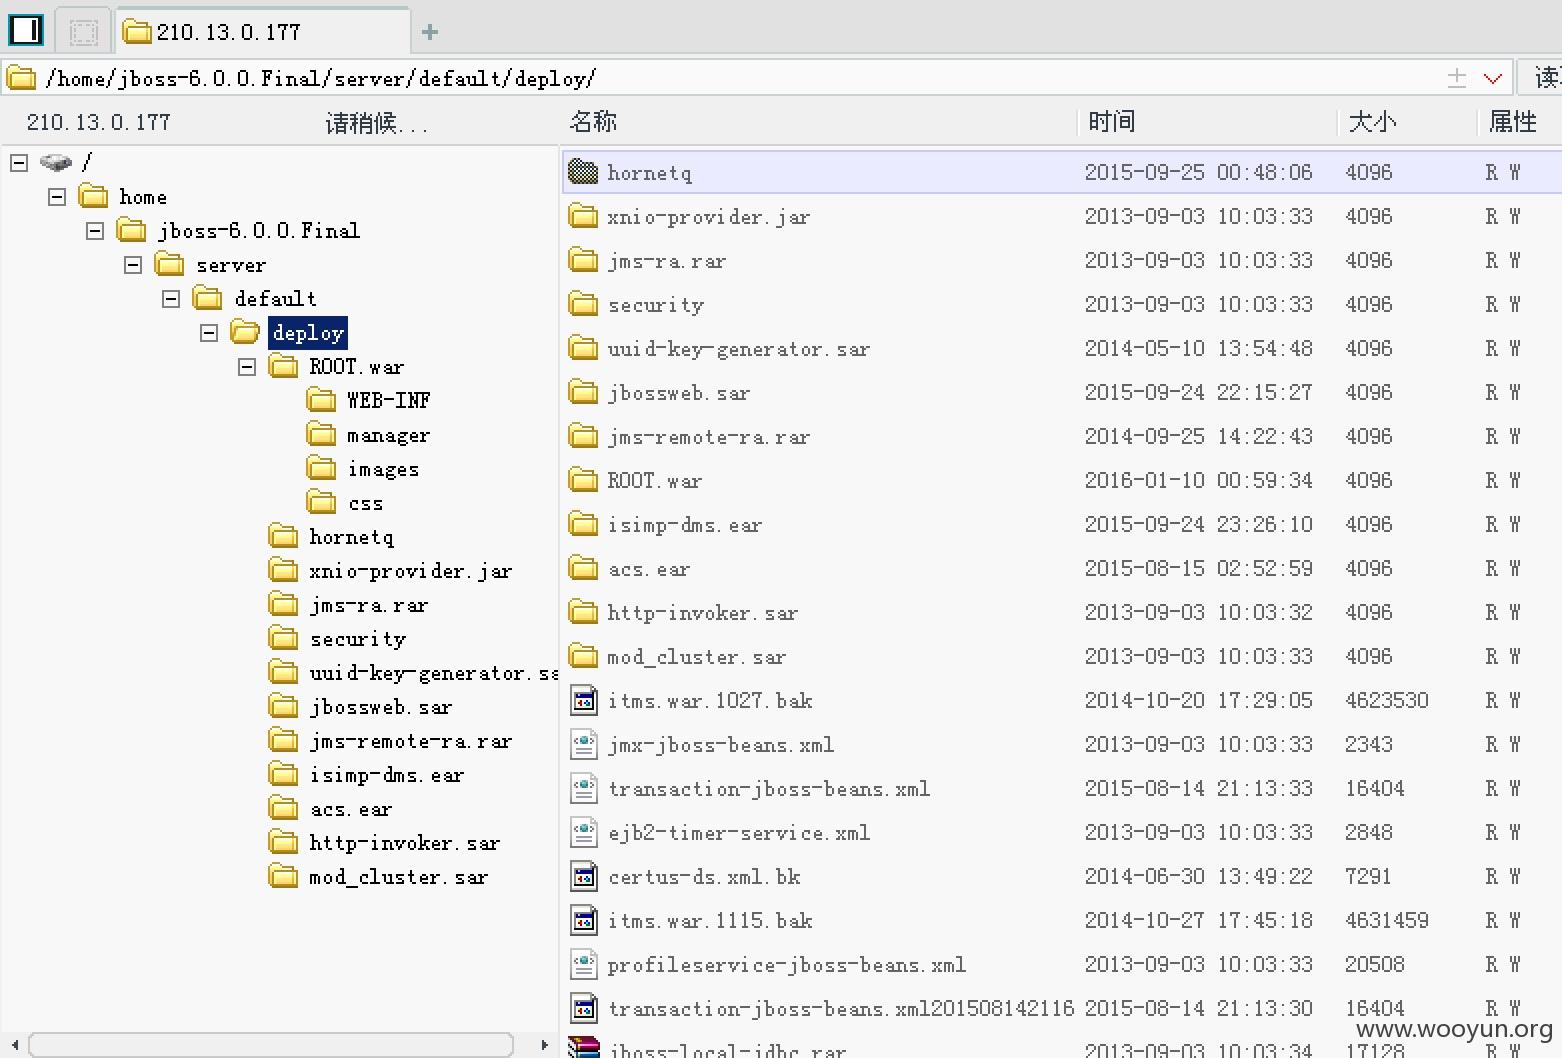 210.13.0.177
/home/jboss-6.0.0.Final/server/default/deploy/
210.13.0.177 请稍候...
/
home
jboss-6.0.0.Final
server
default
deploy
ROOT.war
WEB-INF
manager
images
css
hornetq
xnio-provider.jar
jms-ra.rar
security
uuid-key-generator.sa
jbossweb.sar
jms-remote-ra.rar
isimp-dms.ear
acs.ear
http-invoker.sar
mod_cluster.sar
名称 时间 大小 属性
hornetq 2015-09-25 00:48:06 4096 R W
xnio-provider.jar 2013-09-03 10:03:33 4096 R W
jms-ra.rar 2013-09-03 10:03:33 4096 R W
security 2013-09-03 10:03:33 4096 R W
uuid-key-generator.sar 2014-05-10 13:54:48 4096 R W
jbossweb.sar 2015-09-24 22:15:27 4096 R W
jms-remote-ra.rar 2014-09-25 14:22:43 4096 R W
ROOT.war 2016-01-10 00:59:34 4096 R W
isimp-dms.ear 2015-09-24 23:26:10 4096 R W
acs.ear 2015-08-15 02:52:59 4096 R W
http-invoker.sar 2013-09-03 10:03:32 4096 R W
mod_cluster.sar 2013-09-03 10:03:33 4096 R W
itms.war.1027.bak 2014-10-20 17:29:05 4623530 R W
jmx-jboss-beans.xml 2013-09-03 10:03:33 2343 R W
transaction-jboss-beans.xml 2015-08-14 21:13:33 16404 R W
ejb2-timer-service.xml 2013-09-03 10:03:33 2848 R W
certus-ds.xml.bk 2014-06-30 13:49:22 7291 R W
itms.war.1115.bak 2014-10-27 17:45:18 4631459 R W
profileservice-jboss-beans.xml 2013-09-03 10:03:33 20508 R W
transaction-jboss-beans.xml201508142116 2015-08-14 21:13:30 16404 R W
jboss-local-jdbc.rar 2013-09-03 10:03:34 17128 R W
www.wooyun.org